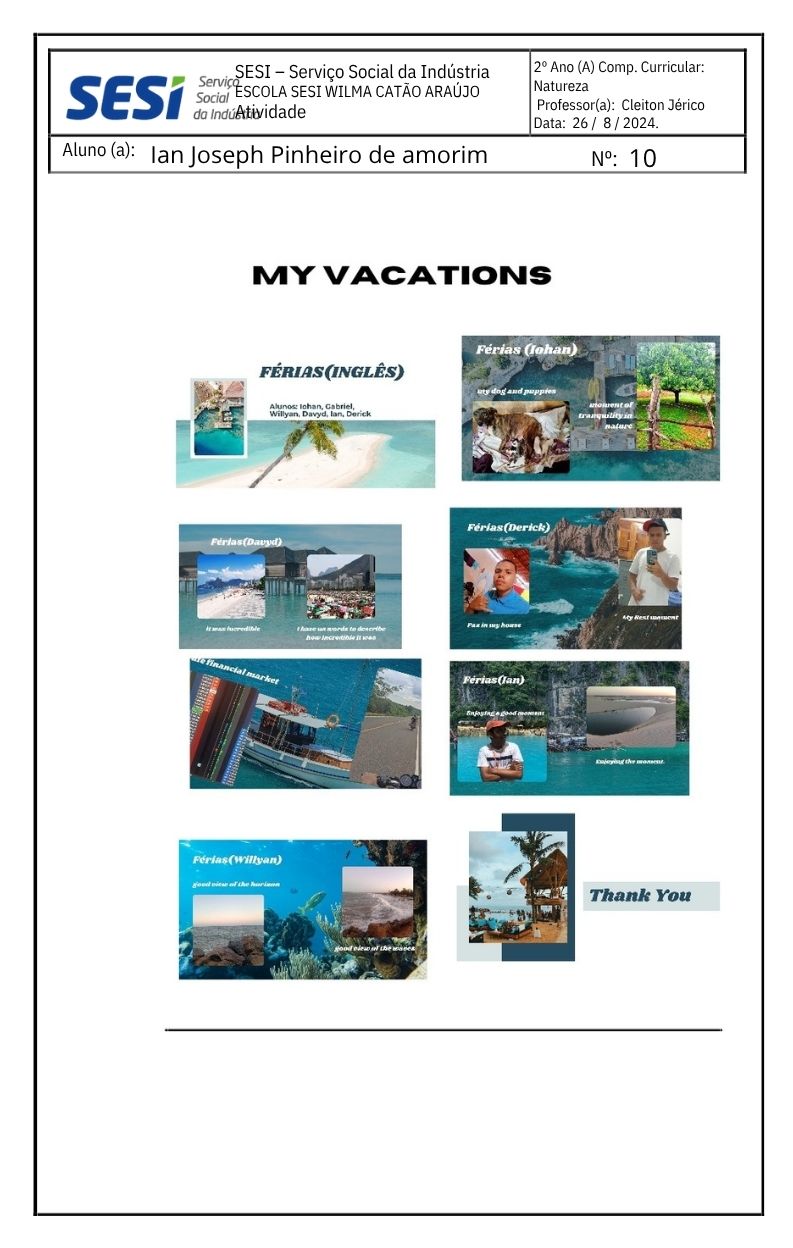 SESI
Serviço
Social
da Indústria
SESI – Serviço Social da Indústria
ESCOLA SESI WILMA CATÃO ARAÚJO
Atividade
2º Ano (A) Comp. Curricular:
Natureza
Professor(a): Cleiton Jérico
Data: 26 / 8 / 2024.
Aluno (a): Ian Joseph Pinheiro de amorim
Nº: 10
MY VACATIONS
FÉRIAS(INGLÊS)
Alunos: Iohan, Gabriel,
Willyan, Davyd, Ian, Derick
Férias (Iohan)
my dog and puppies
moment of
tranquility in
nature
Férias(Davyd)
it was incredible
I have no words to describe
how incredible it was
Férias(Derick)
in my house
My Best moment
financial market
Férias(Ian)
Enjoying a good moment
Enjoying the moment.
Férias(Willyan)
good view of the horizon
good view of the waves
Thank You